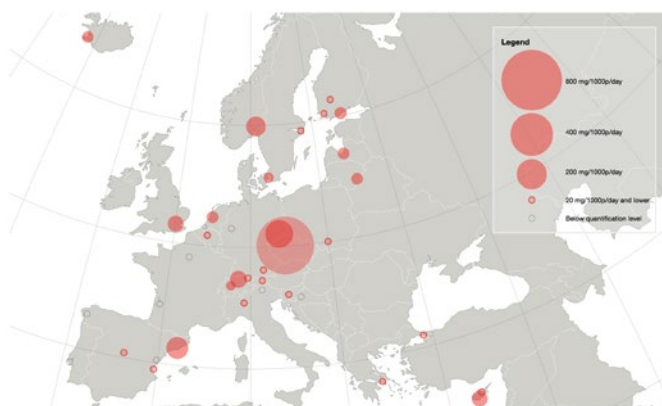 Legend
800 mg/1000p/day
400 mg/1000p/day
200 mg/1000p/day
20 mg/1000p/day and lower
Below quantification level